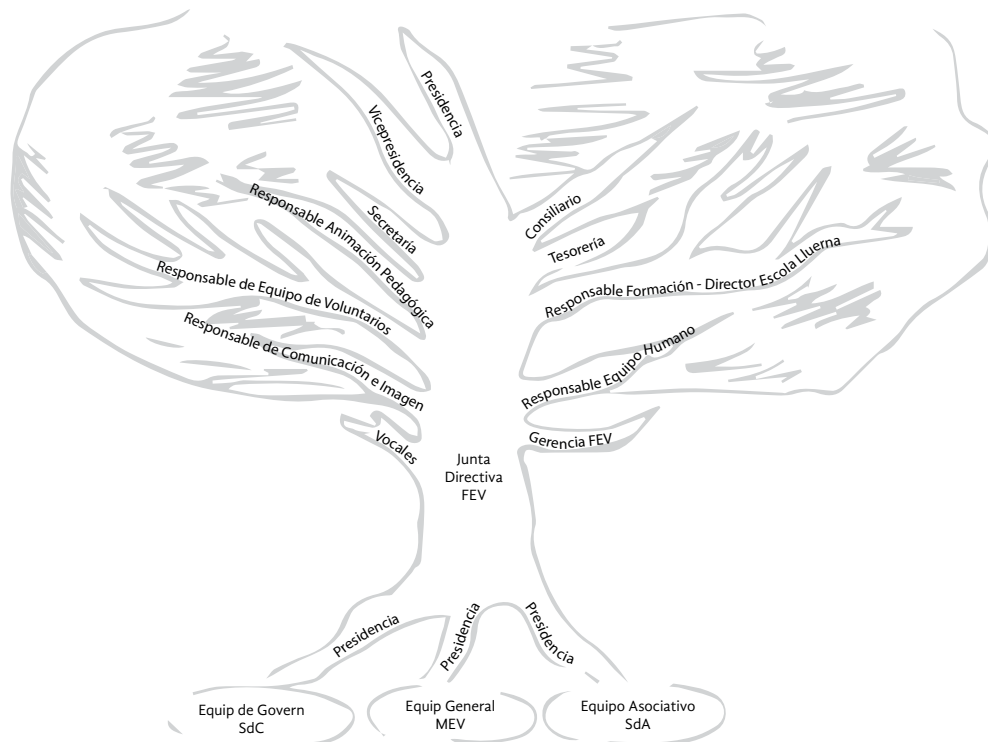 Presidencia
Vicepresidencia
Secretaría
Responsable Animación Pedagógica
Responsable de Equipo de Voluntarios
Responsable de Comunicación e Imagen
Vocales
Consiliario
Tesorería
Responsable Formación - Director Escola Lluerna
Responsable Equipo Humano
Gerencia FEV
Junta
Directiva
FEV
Presidencia
Presidencia
Presidencia
Equip de Govern
SdC
Equip General
MEV
Equipo Asociativo
SdA